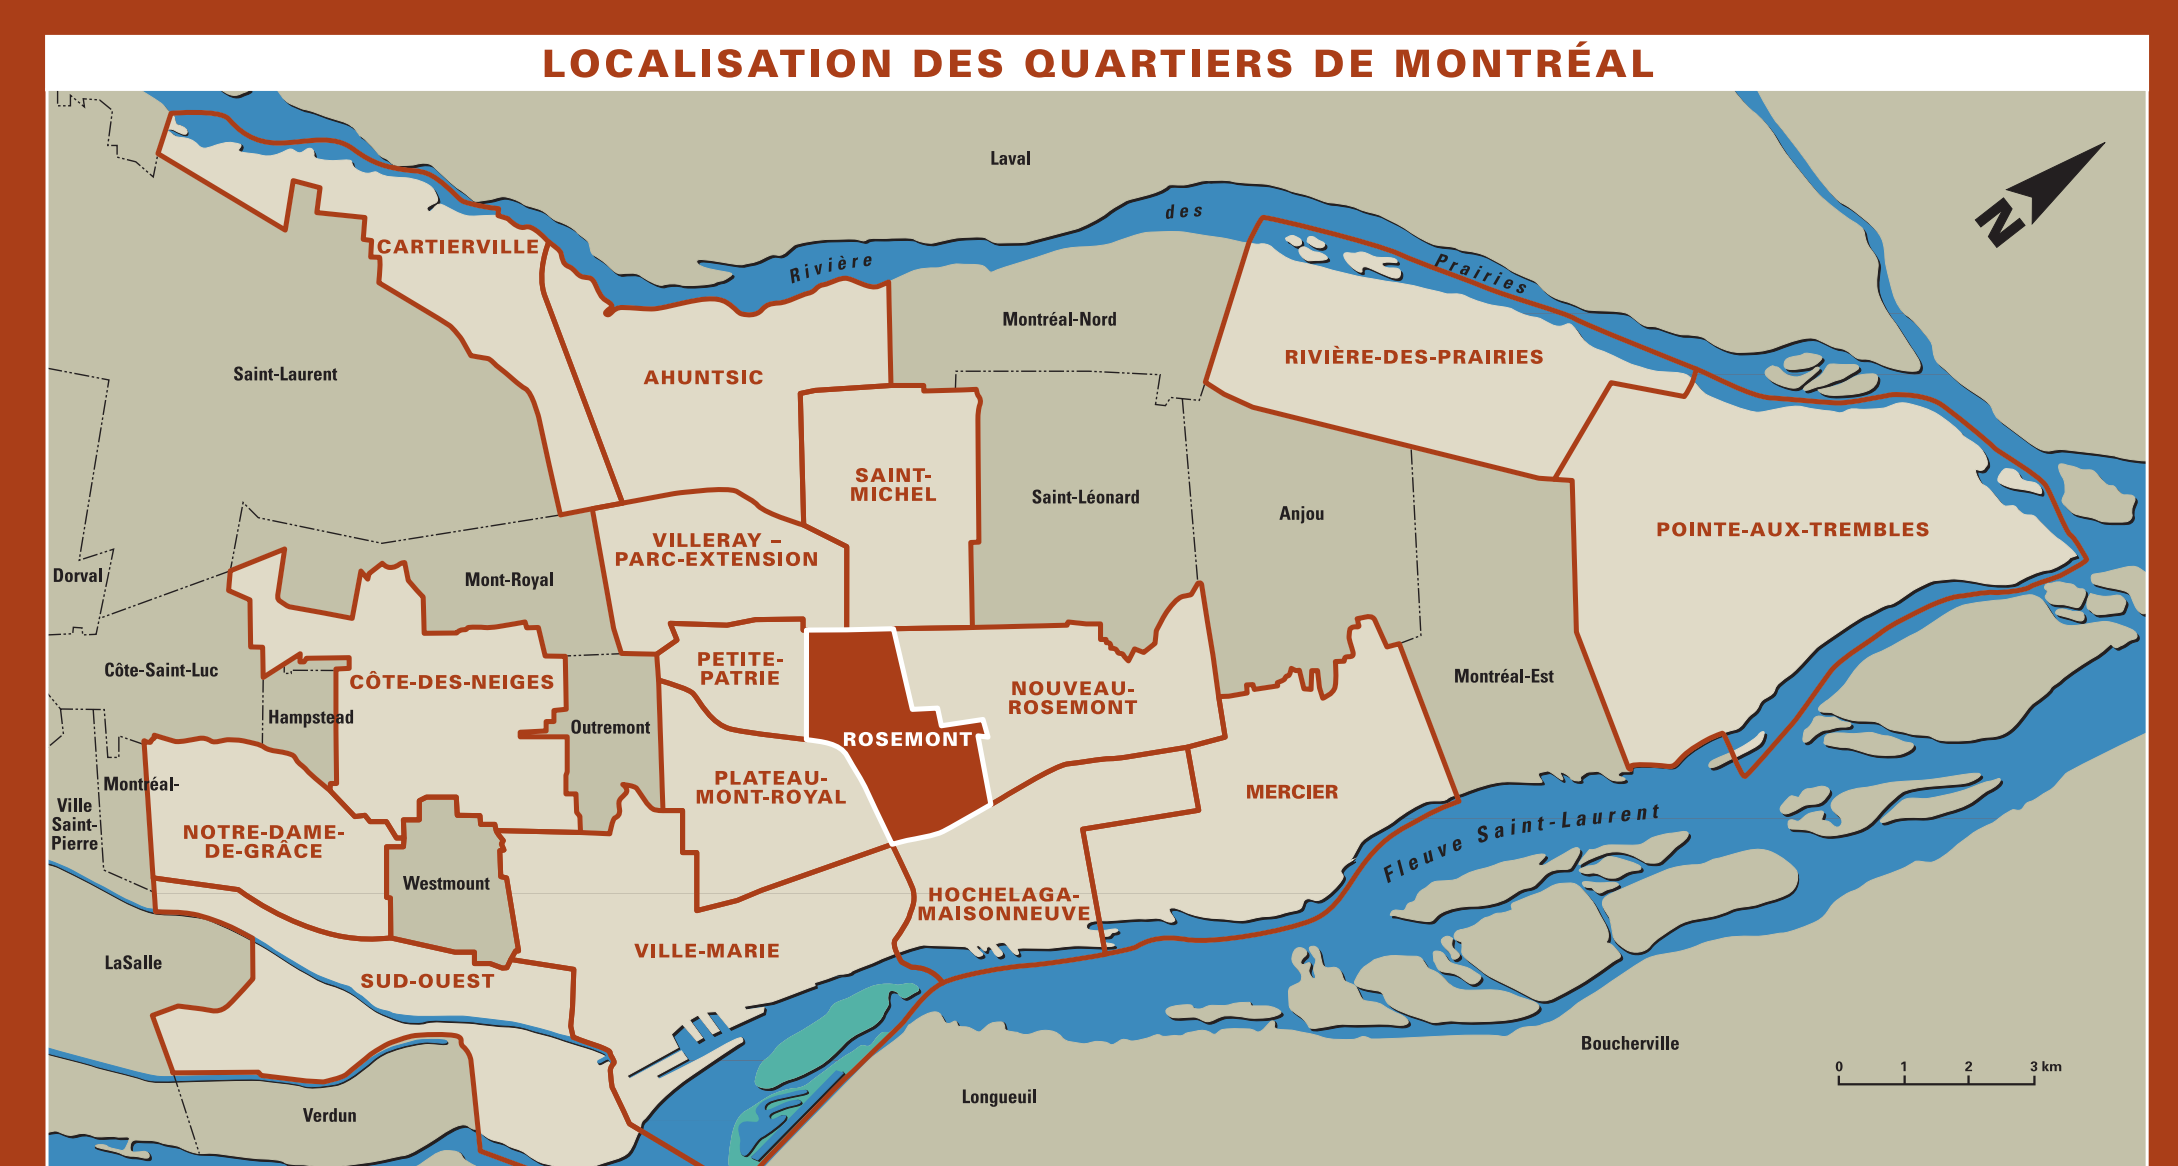 LOCALISATION DES QUARTIERS DE MONTRÉAL
Laval
des
N
CARTIERVILLE
Rivière
Prairies
Montréal-Nord
RIVIÈRE-DES-PRAIRIES
Saint-Laurent
AHUNTSIC
SAINT-
MICHEL
Saint-Léonard
Anjou
POINTE-AUX-TREMBLES
VILLERAY –
PARC-EXTENSION
Dorval
Mont-Royal
Côte-Saint-Luc
CÔTE-DES-NEIGES
PETITE-
PATRIE
NOUVEAU-
ROSEMONT
Montréal-Est
Hampstead
Outremont
ROSEMONT
Montréal-
PLATEAU-
MONT-ROYAL
MERCIER
Ville
Saint-
Pierre
NOTRE-DAME-
DE-GRÂCE
Fleuve Saint-Laurent
Westmount
HOCHELAGA-
MAISONNEUVE
VILLE-MARIE
LaSalle
SUD-OUEST
Boucherville
0 1 2 3 km
Longueuil
Verdun